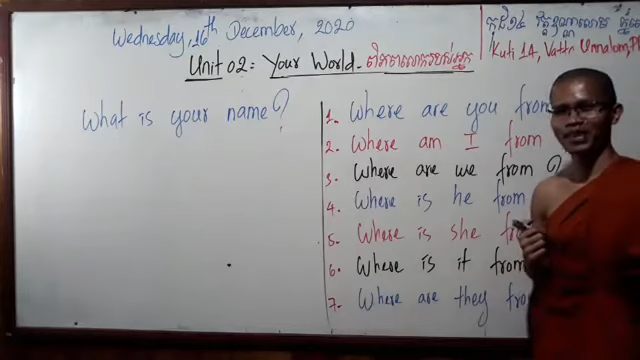 Wednesday, 16th December, 2020
Kuti 14, Vatta Unnalom,
Unit 02: Your World. ពិភពលោករបស់អ្នក
What is your name?
1. Where are you from
2. Where am I from
3. Where are we from ?
4. Where is he from
5. Where is she
6. Where is it from
7. Where are they